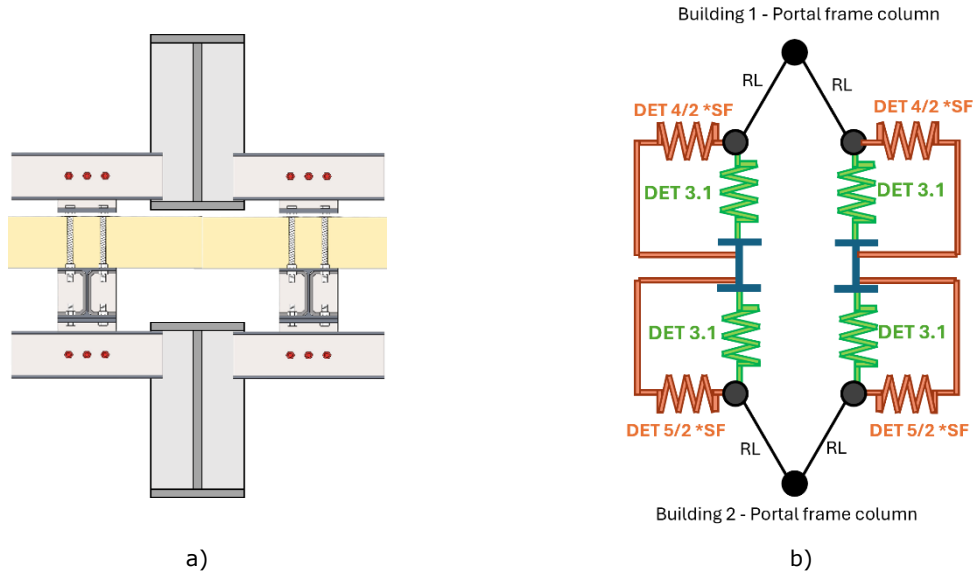 Building 1 - Portal frame column
RL RL
DET 4/2 *SF DET 4/2 *SF
DET 3.1 DET 3.1
DET 3.1 DET 3.1
DET 5/2 *SF DET 5/2 *SF
RL RL
Building 2 - Portal frame column
a) b)